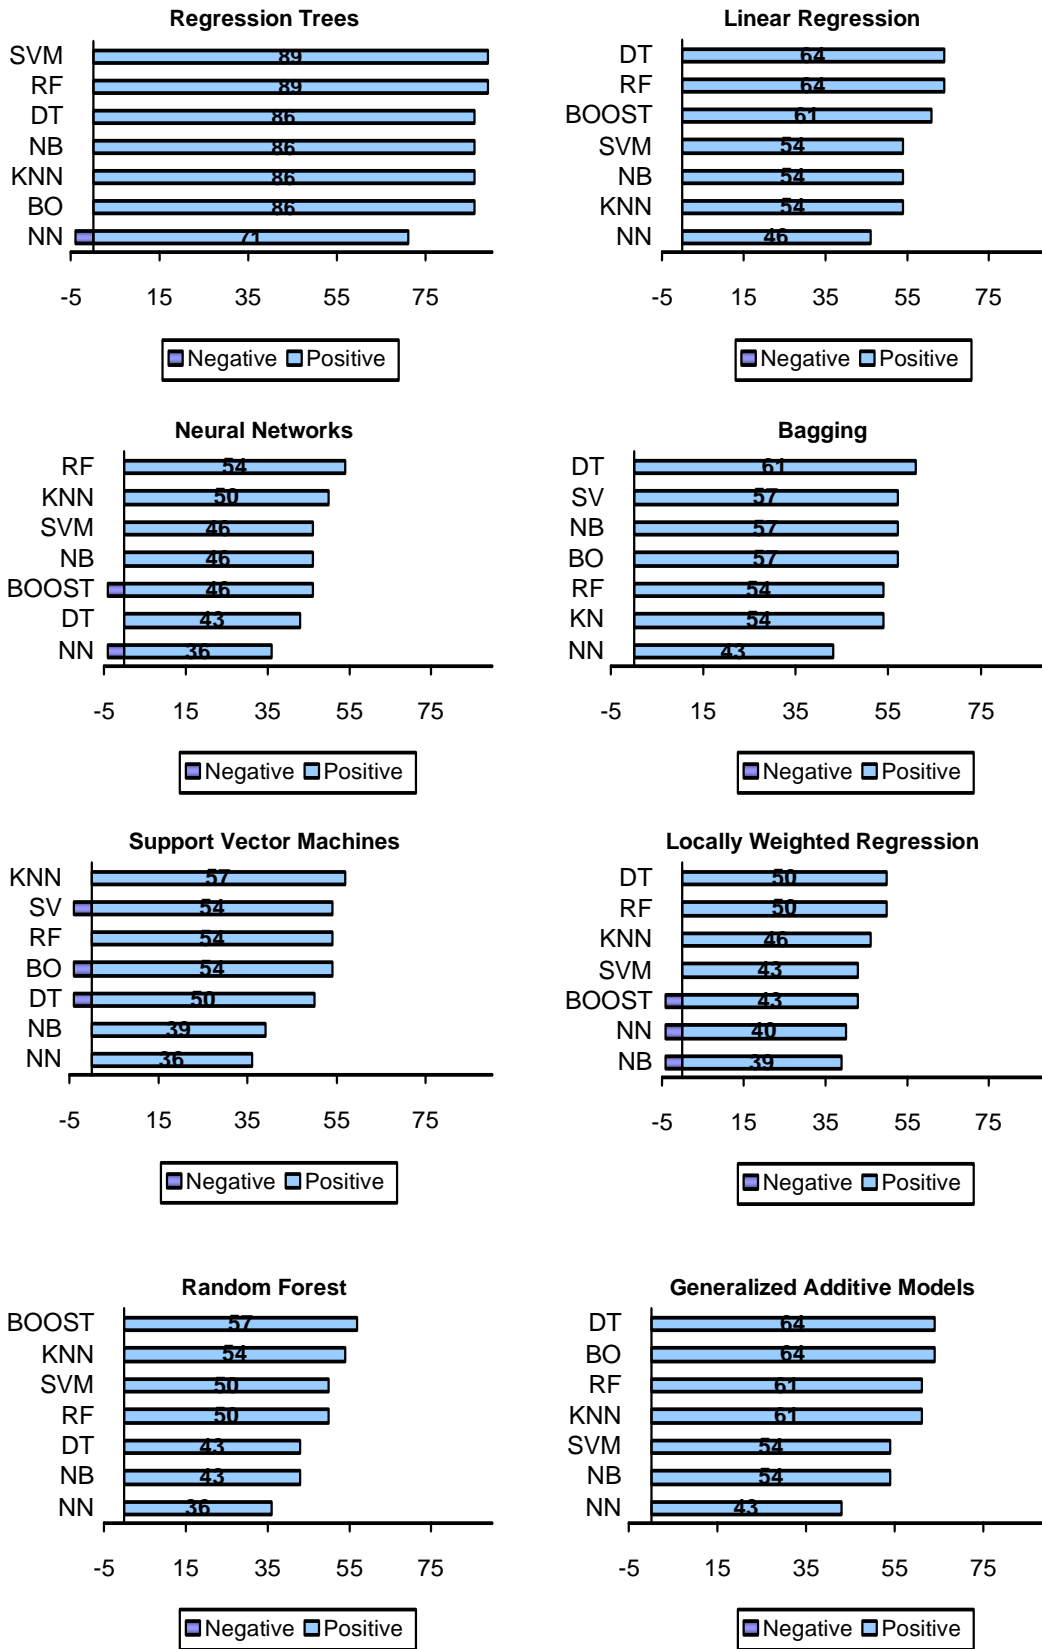 Regression Trees
SVM 89
RF 89
DT 86
NB 86
KNN 86
BO 86
NN 71
-5 15 35 55 75
Negative Positive
Linear Regression
DT 64
RF 64
BOOST 61
SVM 54
NB 54
KNN 54
NN 46
-5 15 35 55 75
Negative Positive
Neural Networks
RF 54
KNN 50
SVM 46
NB 46
BOOST 46
DT 43
NN 36
-5 15 35 55 75
Negative Positive
Bagging
DT 61
SV 57
NB 57
BO 57
RF 54
KN 54
NN 43
-5 15 35 55 75
Negative Positive
Support Vector Machines
KNN 57
SV 54
RF 54
BO 54
DT 50
NB 39
NN 36
-5 15 35 55 75
Negative Positive
Locally Weighted Regression
DT 50
RF 50
KNN 46
SVM 43
BOOST 43
NN 40
NB 39
-5 15 35 55 75
Negative Positive
Random Forest
BOOST 57
KNN 54
SVM 50
RF 50
DT 43
NB 43
NN 36
-5 15 35 55 75
Negative Positive
Generalized Additive Models
DT 64
BO 64
RF 61
KNN 61
SVM 54
NB 54
NN 43
-5 15 35 55 75
Negative Positive